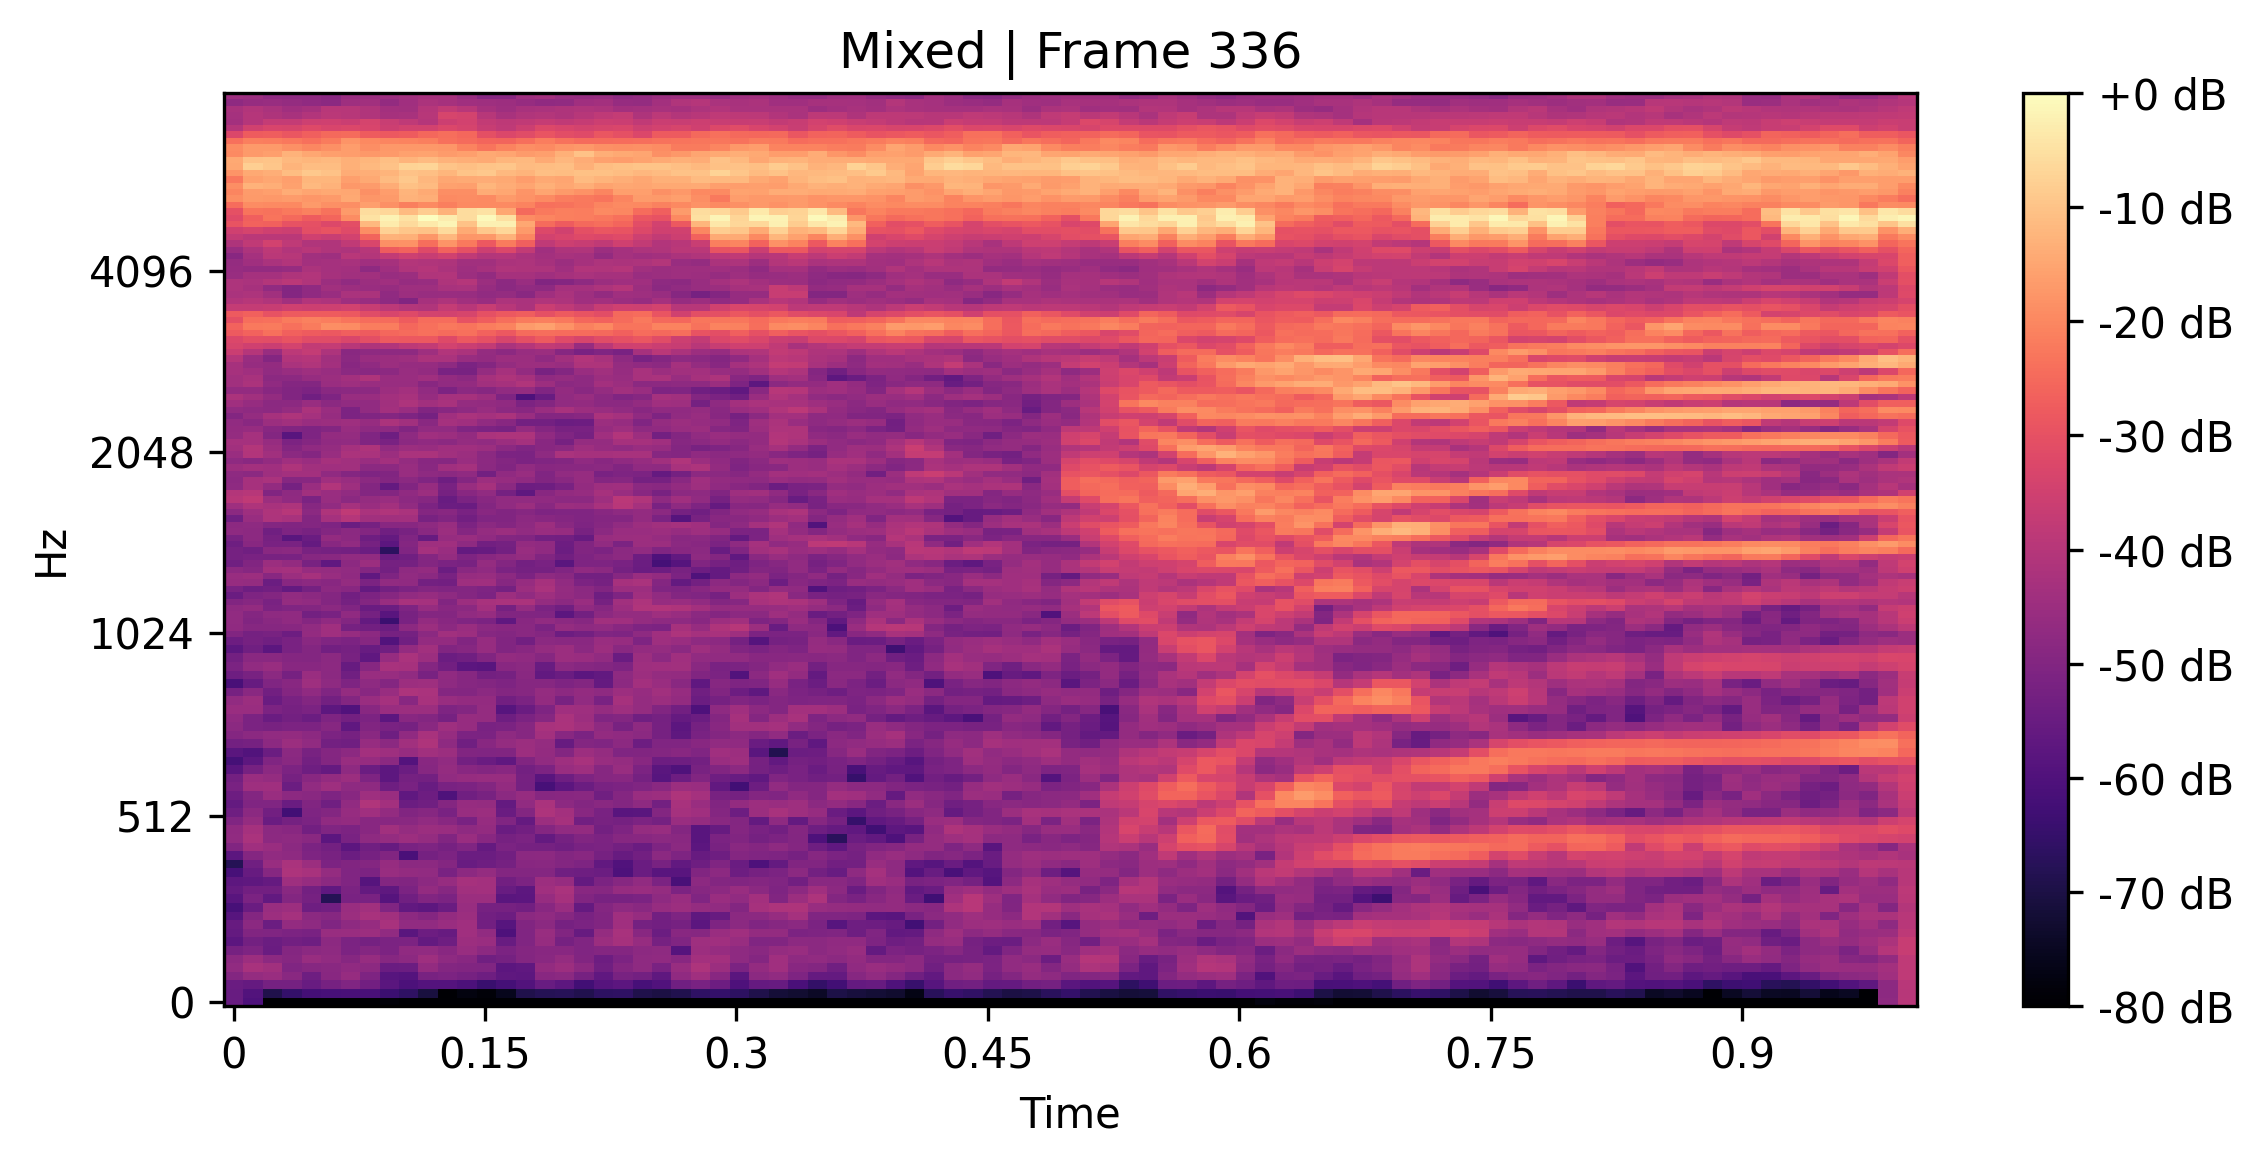 Mixed | Frame 336
Hz
4096
2048
1024
512
0
0 0.15 0.3 0.45 0.6 0.75 0.9
Time
+0 dB
-10 dB
-20 dB
-30 dB
-40 dB
-50 dB
-60 dB
-70 dB
-80 dB